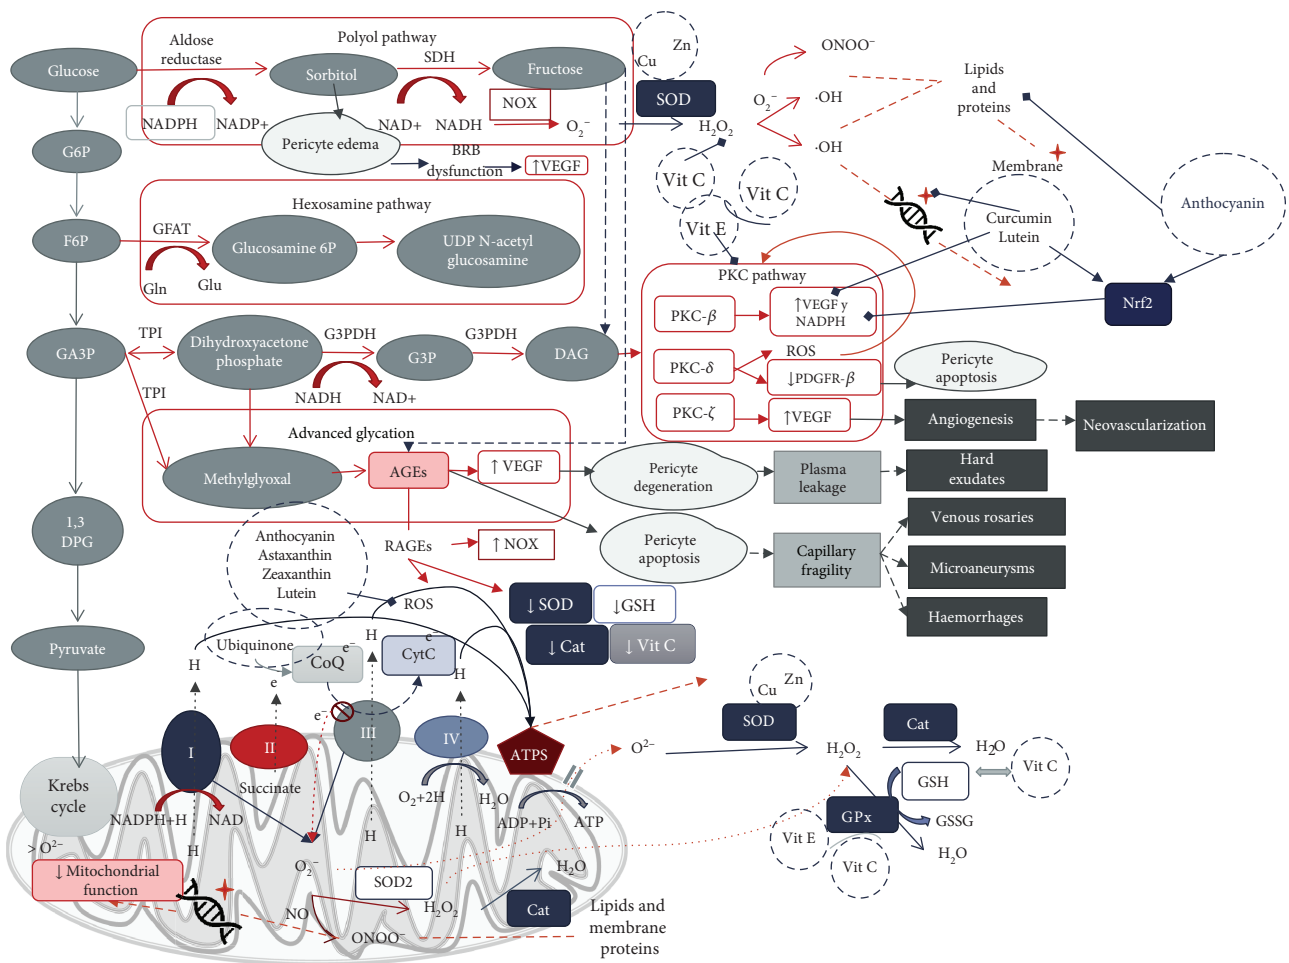 Glucose
Aldose
reductase
Polyol pathway
SDH
Sorbitol
Fructose
NADPH
NADP+
NAD+
NADH
NOX
O₂⁻
Pericyte edema
BRB
dysfunction
↑VEGF
Cu
Zn
SOD
H₂O₂
Vit C
Vit C
Vit E
O₂⁻
ONOO⁻
·OH
·OH
Lipids
and
proteins
Membrane
Curcumin
Lutein
Anthocyanin
Nrf2
G6P
F6P
GFAT
Gln
Glu
Hexosamine pathway
Glucosamine 6P
UDP N-acetyl
glucosamine
GA3P
TPI
TPI
Dihydroxyacetone
phosphate
G3PDH
NADH
NAD+
G3P
G3PDH
DAG
PKC pathway
PKC-β
↑VEGF y
NADPH
PKC-δ
ROS
↓PDGFR-β
PKC-ζ
↑VEGF
Pericyte
apoptosis
Angiogenesis
Neovascularization
Advanced glycation
Methylglyoxal
AGEs
↑ VEGF
Pericyte
degeneration
Plasma
leakage
Hard
exudates
1,3
DPG
Anthocyanin
Astaxanthin
Zeaxanthin
Lutein
RAGEs
↑ NOX
Pericyte
apoptosis
Capillary
fragility
Venous rosaries
Microaneurysms
Haemorrhages
ROS
↓ SOD
↓GSH
↓ Cat
↓ Vit C
Pyruvate
Ubiquinone
CoQ
e⁻
CytC
e⁻
H
H
H
e
e⁻
I
II
III
IV
ATPS
Krebs
cycle
Succinate
NADPH+H
NAD
O₂+2H
H₂O
ADP+Pi
ATP
H
H
H
> O²⁻
↓ Mitochondrial
function
O₂⁻
SOD2
H₂O
NO
H₂O₂
Cat
ONOO⁻
Lipids and
membrane
proteins
Cu
Zn
SOD
O²⁻
H₂O₂
Cat
H₂O
GSH
Vit C
GPx
GSSG
H₂O
Vit E
Vit C